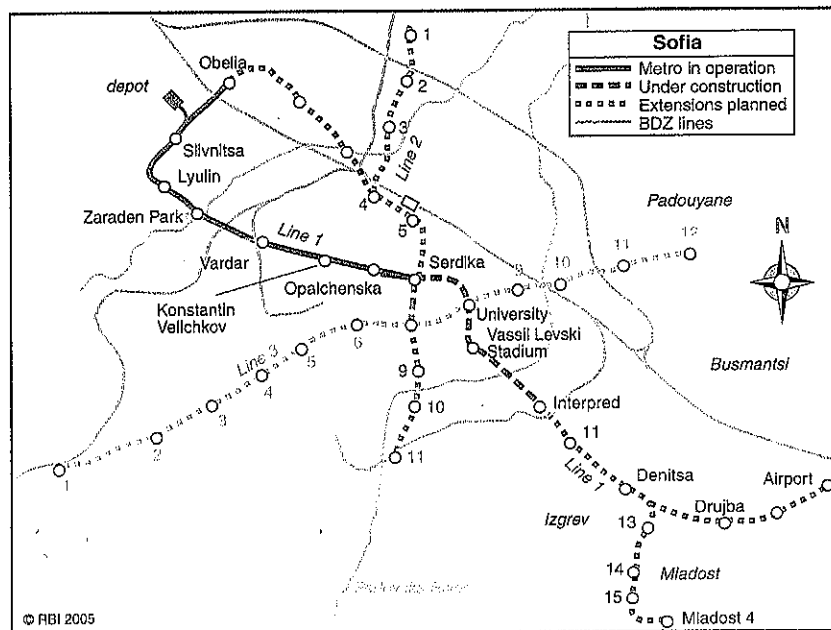 Sofia
Metro in operation
Under construction
Extensions planned
BDZ lines
1
Obelia
2
depot
3
Slivnitsa
Line 2
Lyulin
4
Padouyane
Zaraden Park
5
N
12
11
Line 1
10
Vardar
Serdika
9
Opalchenska
Konstantin
Vellchkov
University
6
Vassil Levski
Stadium
5
Line 3
Busmantsi
4
9
3
10
Interpred
2
11
11
1
Line 1
Denitsa
Airport
Drujba
Izgrev
13
14
Mladost
15
© RBI 2005
Mladost 4